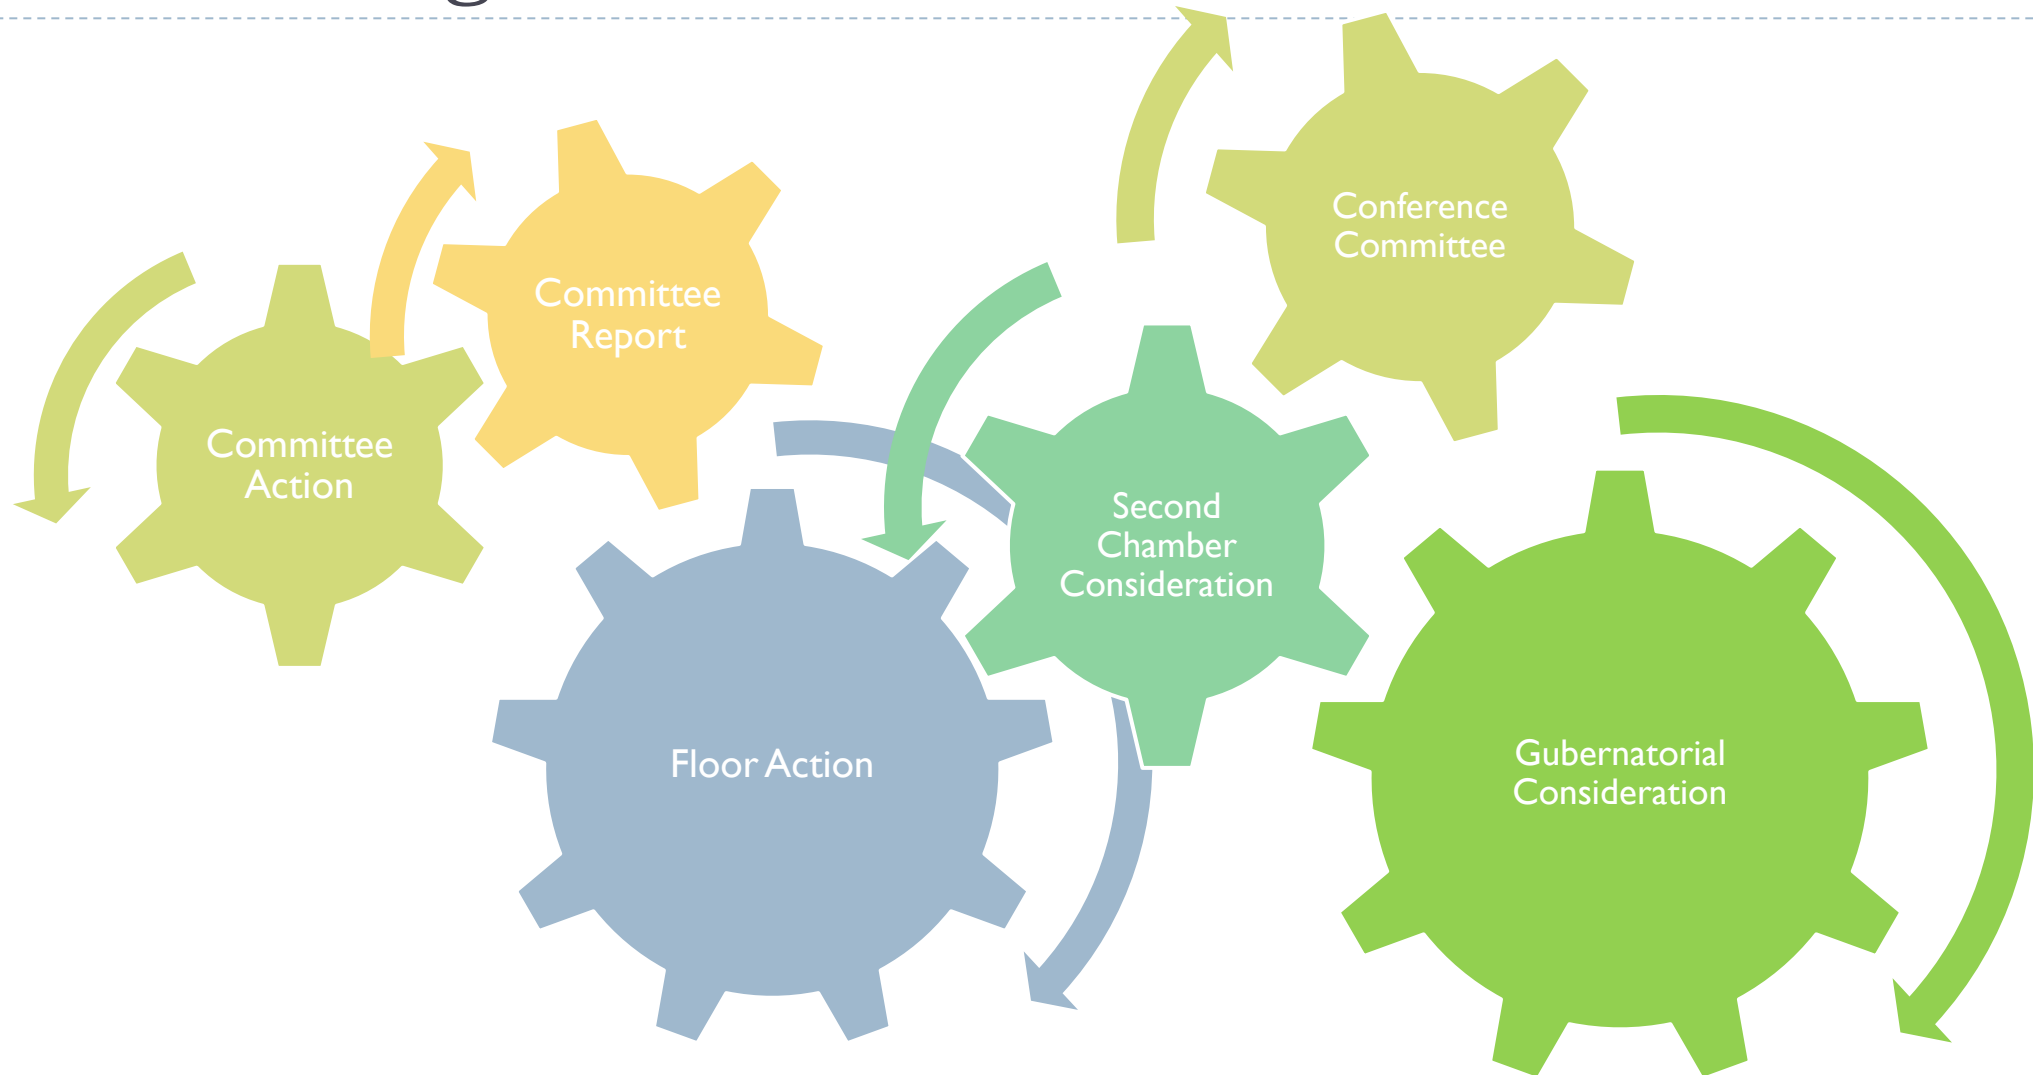 Committee
Action
Committee
Report
Floor Action
Second
Chamber
Consideration
Conference
Committee
Gubernatorial
Consideration